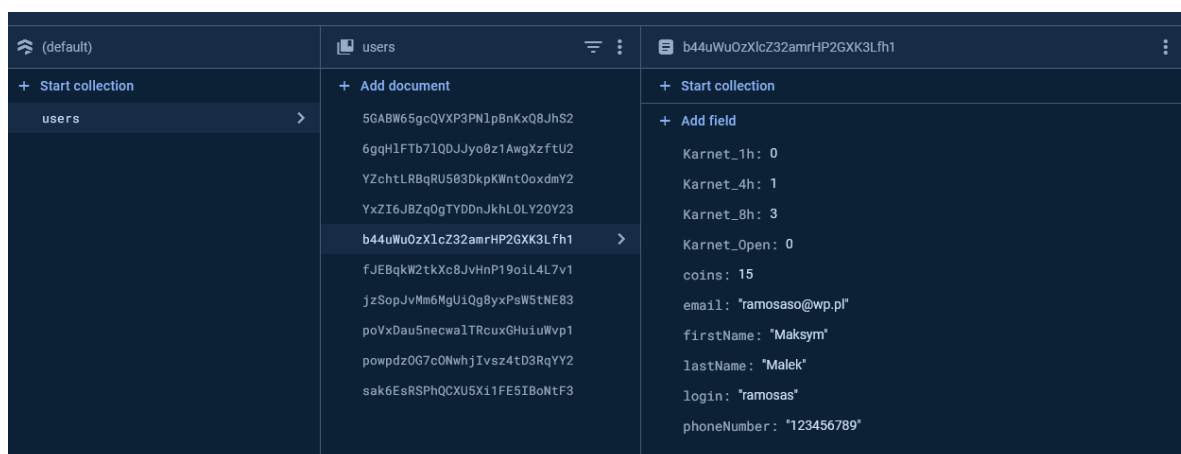 (default)
Start collection
users
users
Add document
5GABW65gcQVXP3PNlpBnKxQ8JhS2
6gqHlFTb7lQDJJyo0z1AwgXzftU2
YZchtLRBqRU503DkpKWntOoxdmY2
YxZI6JBZqOgTYDDnJkhLOLY2OY23
b44uWuOzXlcZ32amrHP2GXK3Lfh1
fJEBqkW2tkXc8JvHnP19oiL4L7v1
jzSopJvMm6MgUiQg8yxPsW5tNE83
poVxDau5necwalTRcuxGHuiuWvp1
powpdzOG7cONwhjIvsz4tD3RqYY2
sak6EsRSPhQCXU5Xi1FE5IBoNtF3
b44uWuOzXlcZ32amrHP2GXK3Lfh1
Start collection
Add field
Karnet_1h: 0
Karnet_4h: 1
Karnet_8h: 3
Karnet_Open: 0
coins: 15
email: "ramosaso@wp.pl"
firstName: "Maksym"
lastName: "Malek"
login: "ramosas"
phoneNumber: "123456789"